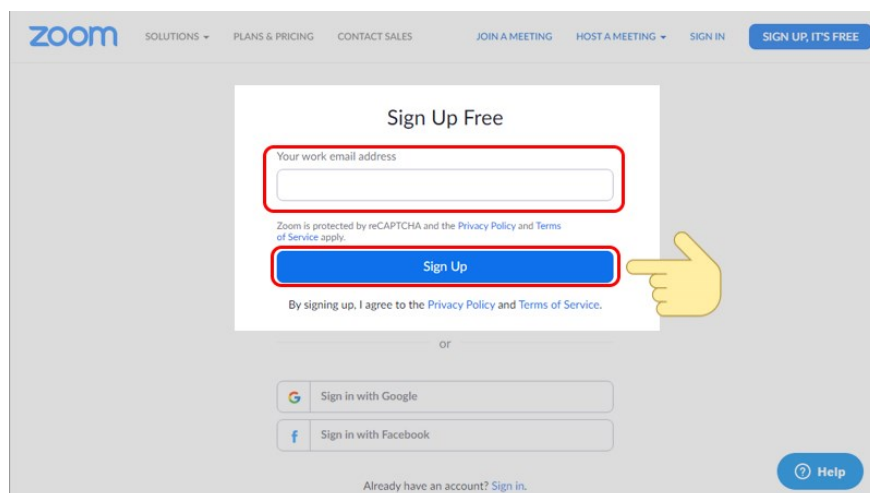 zoom SOLUTIONS PLANS & PRICING CONTACT SALES JOIN A MEETING HOST A MEETING SIGN IN SIGN UP, IT'S FREE
Sign Up Free
Your work email address
Zoom is protected by reCAPTCHA and the Privacy Policy and Terms
of Service apply.
Sign Up
By signing up, I agree to the Privacy Policy and Terms of Service.
or
G Sign in with Google
f Sign in with Facebook
Already have an account? Sign in.
? Help